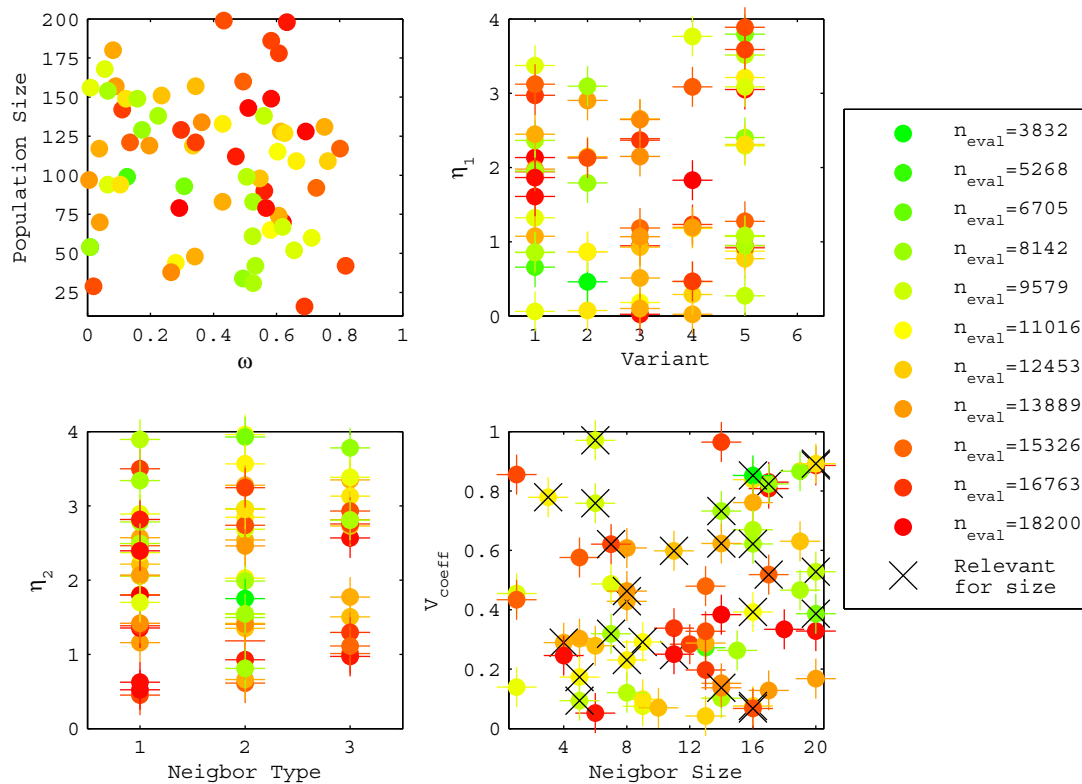 200
175
150
125
100
75
50
25
Population Size
0 0.2 0.4 0.6 0.8 1
ω
4
3
2
1
0
η1
1 2 3 4 5 6
Variant
4
3
2
1
0
η2
1 2 3
Neigbor Type
1
0.8
0.6
0.4
0.2
0
Vcoeff
4 8 12 16 20
Neigbor Size
neval=3832
neval=5268
neval=6705
neval=8142
neval=9579
neval=11016
neval=12453
neval=13889
neval=15326
neval=16763
neval=18200
Relevant
for size